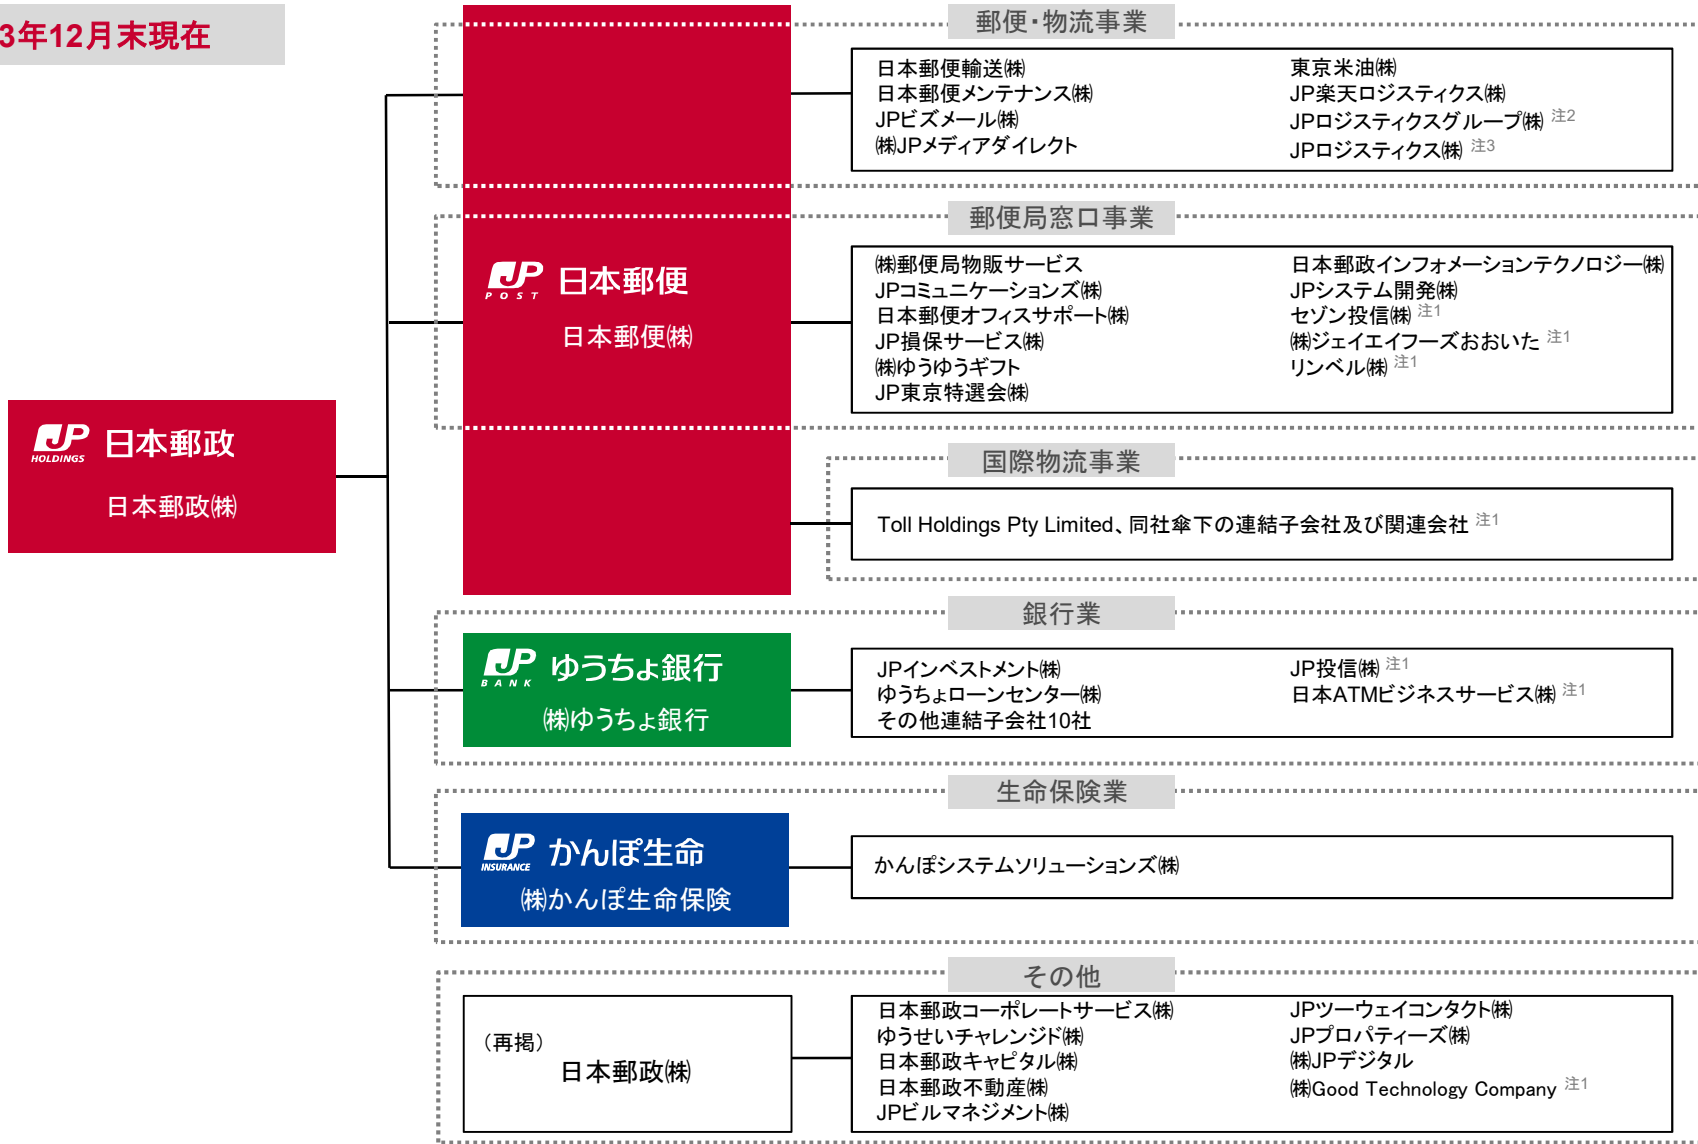 3年12月末現在
郵便・物流事業
日本郵便輸送㈱
日本郵便メンテナンス㈱
JPビズメール㈱
㈱JPメディアダイレクト
東京米油㈱
JP楽天ロジスティクス㈱
JPロジスティクスグループ㈱ 注2
JPロジスティクス㈱ 注3
郵便局窓口事業
JP POST 日本郵便
日本郵便㈱
㈱郵便局物販サービス
JPコミュニケーションズ㈱
日本郵便オフィスサポート㈱
JP損保サービス㈱
㈱ゆうゆうギフト
JP東京特選会㈱
日本郵政インフォメーションテクノロジー㈱
JPシステム開発㈱
セゾン投信㈱ 注1
㈱ジェイエイフーズおおいた 注1
リンベル㈱ 注1
JP HOLDINGS 日本郵政
日本郵政㈱
国際物流事業
Toll Holdings Pty Limited、同社傘下の連結子会社及び関連会社 注1
銀行業
JP BANK ゆうちょ銀行
㈱ゆうちょ銀行
JPインベストメント㈱
ゆうちょローンセンター㈱
その他連結子会社10社
JP投信㈱ 注1
日本ATMビジネスサービス㈱ 注1
生命保険業
JP INSURANCE かんぽ生命
㈱かんぽ生命保険
かんぽシステムソリューションズ㈱
その他
（再掲）
日本郵政㈱
日本郵政コーポレートサービス㈱
ゆうせいチャレンジド㈱
日本郵政キャピタル㈱
日本郵政不動産㈱
JPビルマネジメント㈱
JPツーウェイコンタクト㈱
JPプロパティーズ㈱
㈱JPデジタル
㈱Good Technology Company 注1